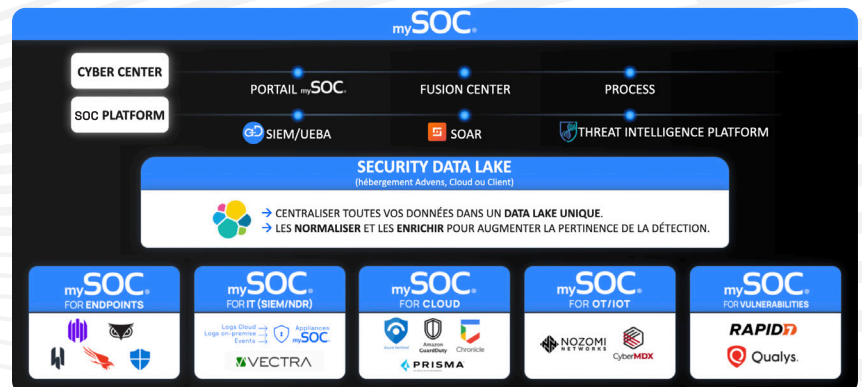 mySOC.
CYBER CENTER
PORTAIL mySOC.
FUSION CENTER
PROCESS
SOC PLATFORM
SIEM/UEBA
SOAR
THREAT INTELLIGENCE PLATFORM
SECURITY DATA LAKE
(hébergement Advens, Cloud ou Client)
→ CENTRALISER TOUTES VOS DONNÉES DANS UN DATA LAKE UNIQUE.
→ LES NORMALISER ET LES ENRICHIR POUR AUGMENTER LA PERTINENCE DE LA DÉTECTION.
mySOC.
FOR ENDPOINTS
mySOC.
FOR IT (SIEM/NDR)
Logs Cloud
Logs on-premise
Events
Appliances
mySOC.
VECTRA
mySOC.
FOR CLOUD
Azure Sentinel
Amazon
GuardDuty
Chronicle
PRISMA
mySOC.
FOR OT/IOT
NOZOMI
NETWORKS
CyberMDX
mySOC.
FOR VULNERABILITIES
RAPID7
Qualys.